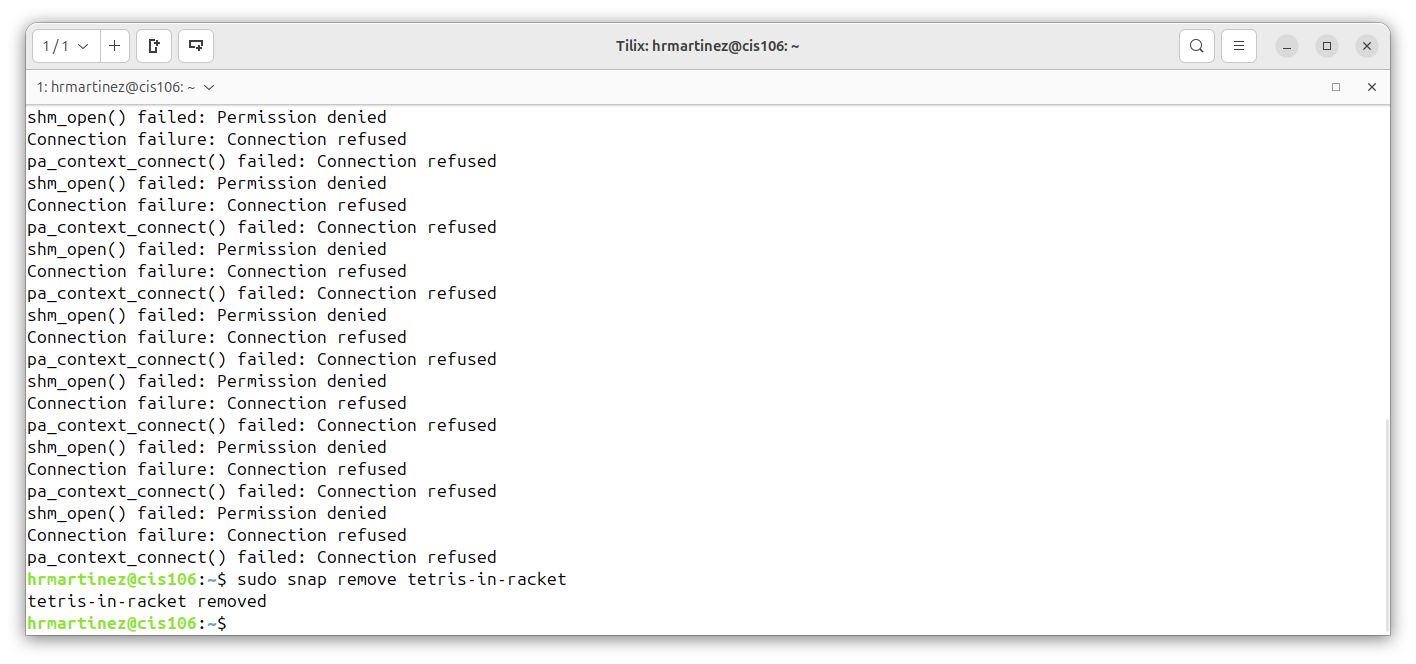 1 / 1
Tilix: hrmartinez@cis106: ~
1: hrmartinez@cis106: ~
shm_open() failed: Permission denied
Connection failure: Connection refused
pa_context_connect() failed: Connection refused
shm_open() failed: Permission denied
Connection failure: Connection refused
pa_context_connect() failed: Connection refused
shm_open() failed: Permission denied
Connection failure: Connection refused
pa_context_connect() failed: Connection refused
shm_open() failed: Permission denied
Connection failure: Connection refused
pa_context_connect() failed: Connection refused
shm_open() failed: Permission denied
Connection failure: Connection refused
pa_context_connect() failed: Connection refused
shm_open() failed: Permission denied
Connection failure: Connection refused
pa_context_connect() failed: Connection refused
shm_open() failed: Permission denied
Connection failure: Connection refused
pa_context_connect() failed: Connection refused
hrmartinez@cis106:~$ sudo snap remove tetris-in-racket
tetris-in-racket removed
hrmartinez@cis106:~$